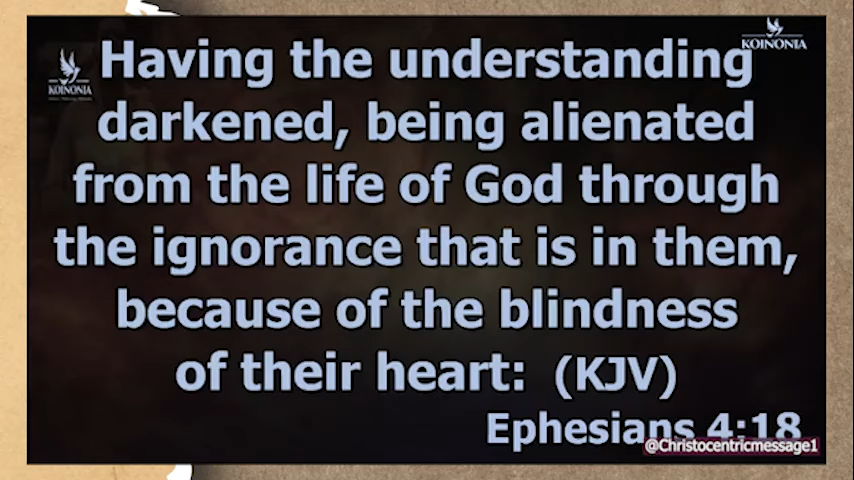 KOINONIA
KOINONIA
Having the understanding
darkened, being alienated
from the life of God through
the ignorance that is in them,
because of the blindness
of their heart: (KJV)
Ephesians 4:18
@Christocentricmessage1